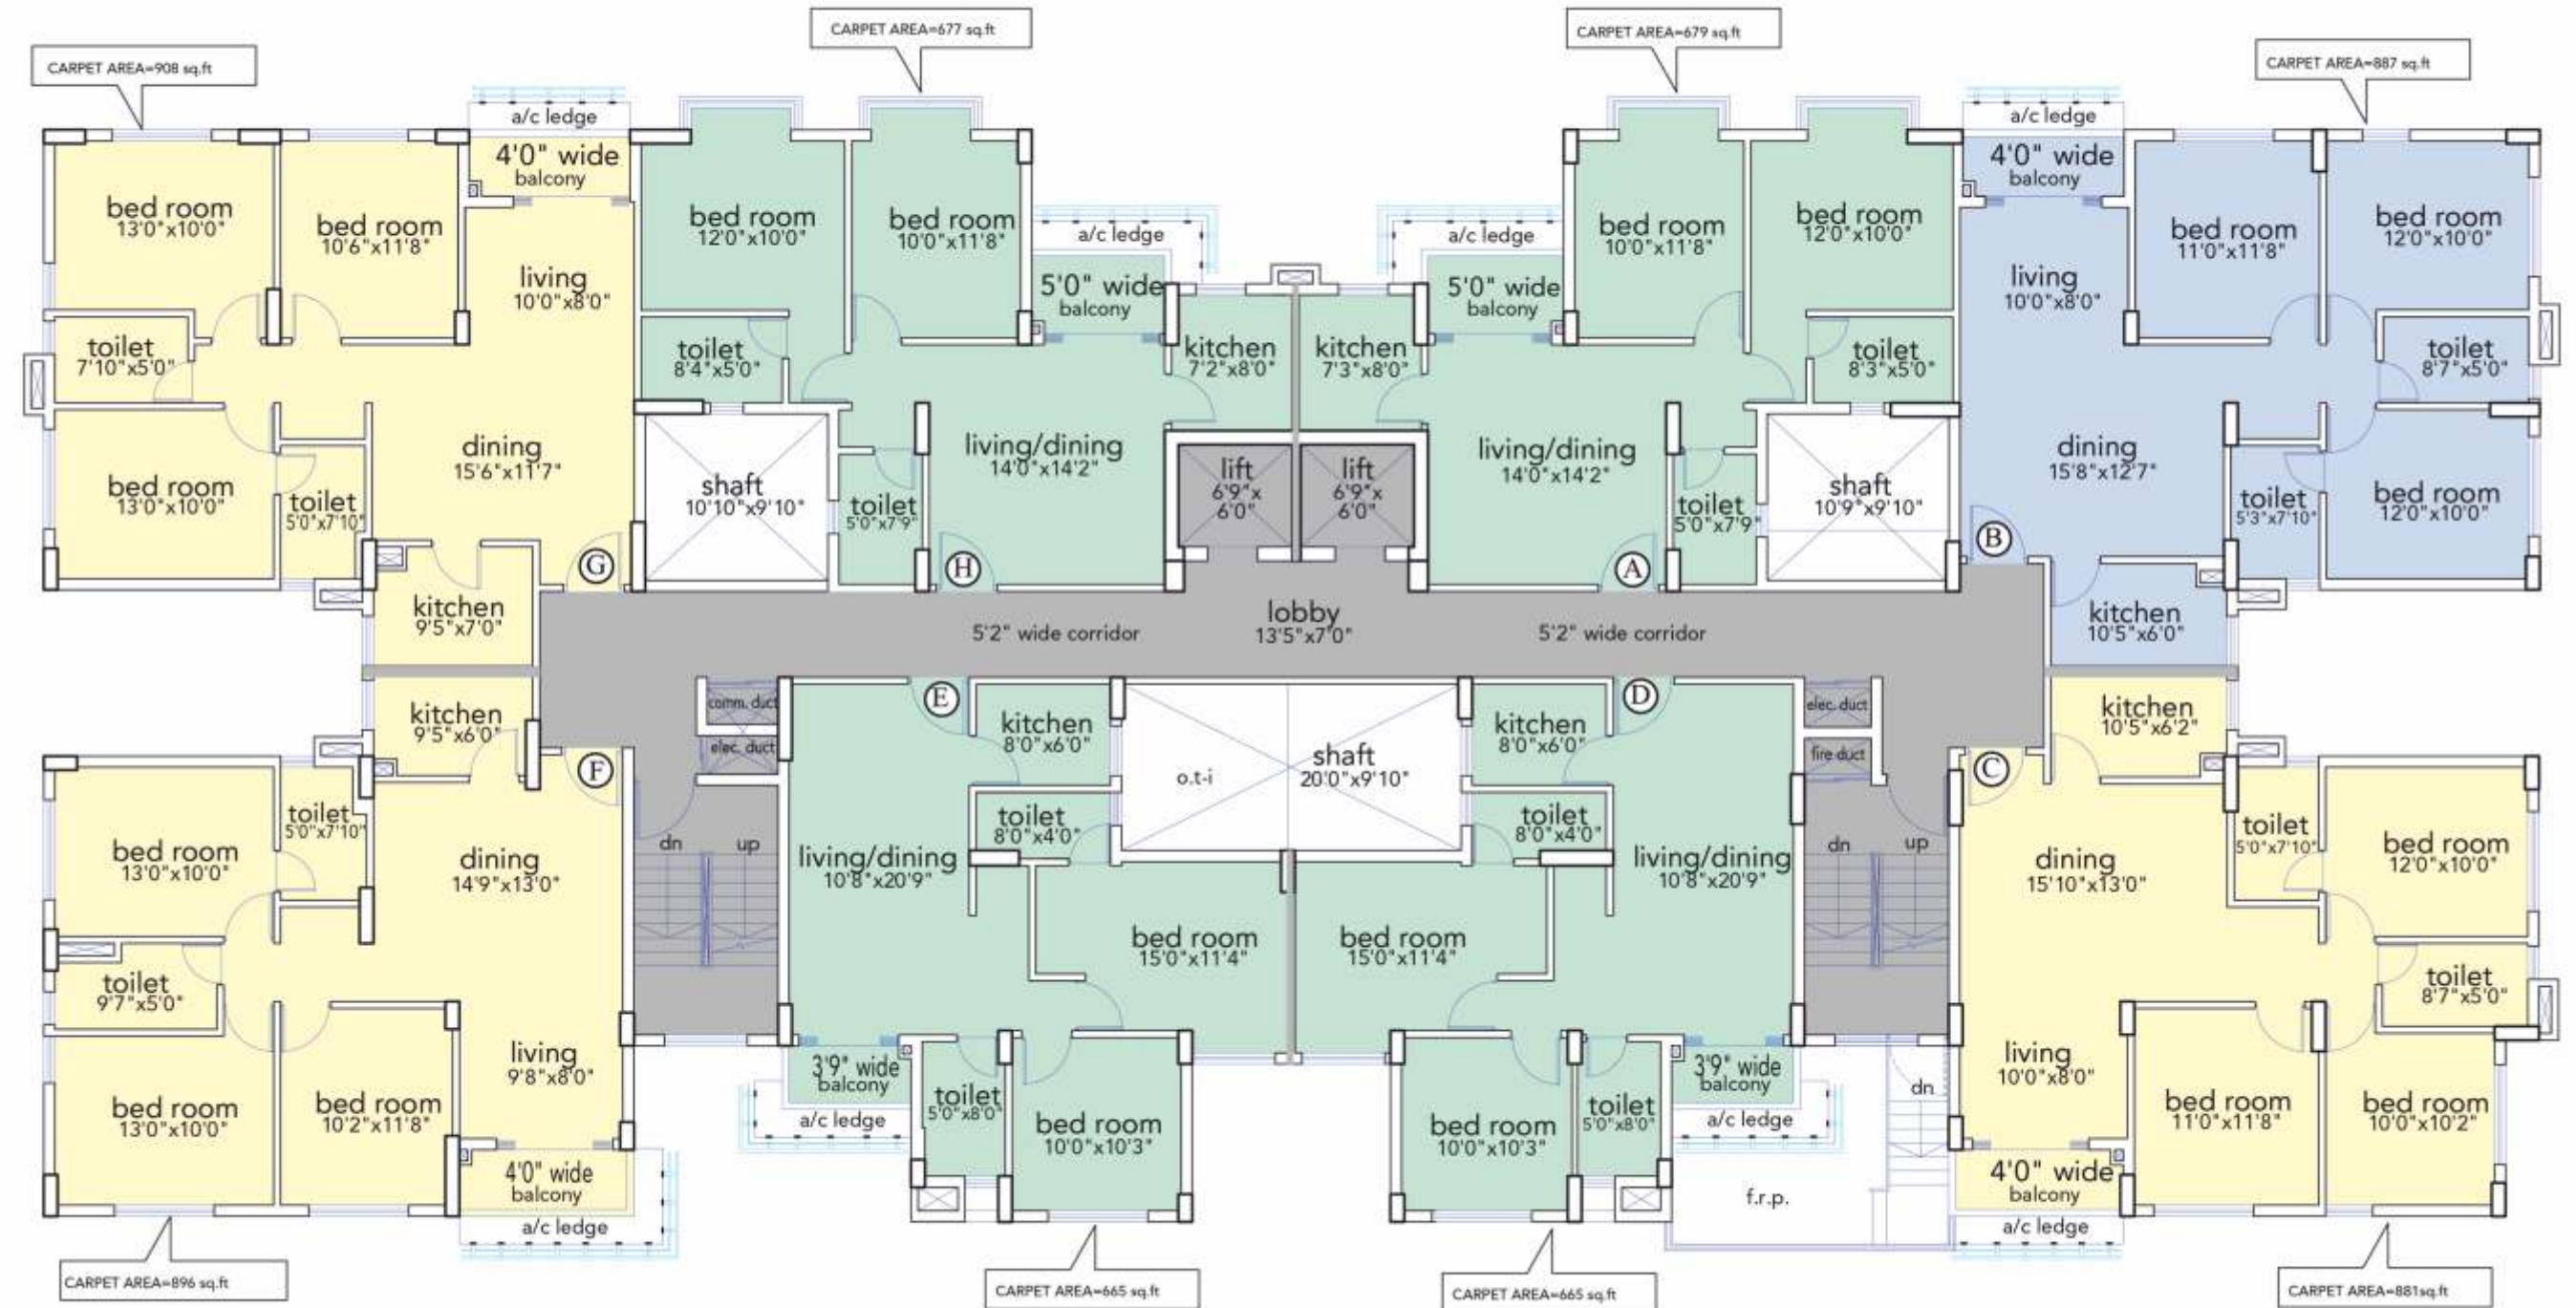 CARPET AREA=908 sq.ft
CARPET AREA=677 sq.ft
CARPET AREA=679 sq.ft
CARPET AREA=887 sq.ft
bed room
13'0"x10'0"
bed room
10'6"x11'8"
a/c ledge
4'0" wide
balcony
living
10'0"x8'0"
toilet
7'10"x5'0"
bed room
13'0"x10'0"
toilet
5'0"x7'10"
dining
15'6"x11'7"
kitchen
9'5"x7'0"
G
bed room
12'0"x10'0"
bed room
10'0"x11'8"
toilet
8'4"x5'0"
shaft
10'10"x9'10"
toilet
5'0"x7'9"
a/c ledge
5'0" wide
balcony
kitchen
7'2"x8'0"
living/dining
14'0"x14'2"
H
lift
6'9"x
6'0"
lift
6'9"x
6'0"
a/c ledge
5'0" wide
balcony
kitchen
7'3"x8'0"
living/dining
14'0"x14'2"
A
bed room
10'0"x11'8"
bed room
12'0"x10'0"
toilet
8'3"x5'0"
toilet
5'0"x7'9"
shaft
10'9"x9'10"
a/c ledge
4'0" wide
balcony
living
10'0"x8'0"
bed room
11'0"x11'8"
bed room
12'0"x10'0"
toilet
8'7"x5'0"
dining
15'8"x12'7"
toilet
5'3"x7'10"
bed room
12'0"x10'0"
B
kitchen
10'5"x6'0"
5'2" wide corridor
lobby
13'5"x7'0"
5'2" wide corridor
kitchen
9'5"x6'0"
F
bed room
13'0"x10'0"
toilet
5'0"x7'10"
dining
14'9"x13'0"
toilet
9'7"x5'0"
bed room
13'0"x10'0"
bed room
10'2"x11'8"
living
9'8"x8'0"
4'0" wide
balcony
a/c ledge
comm. duct
elec. duct
dn
up
E
kitchen
8'0"x6'0"
toilet
8'0"x4'0"
living/dining
10'8"x20'9"
bed room
15'0"x11'4"
3'9" wide
balcony
a/c ledge
toilet
5'0"x8'0"
bed room
10'0"x10'3"
o.t-i
shaft
20'0"x9'10"
kitchen
8'0"x6'0"
D
toilet
8'0"x4'0"
living/dining
10'8"x20'9"
bed room
15'0"x11'4"
bed room
10'0"x10'3"
toilet
5'0"x8'0"
3'9" wide
balcony
a/c ledge
elec. duct
fire duct
dn
up
dn
f.r.p.
kitchen
10'5"x6'2"
C
dining
15'10"x13'0"
toilet
5'0"x7'10"
bed room
12'0"x10'0"
toilet
8'7"x5'0"
living
10'0"x8'0"
bed room
11'0"x11'8"
bed room
10'0"x10'2"
4'0" wide
balcony
a/c ledge
CARPET AREA=896 sq.ft
CARPET AREA=665 sq.ft
CARPET AREA=665 sq.ft
CARPET AREA=881sq.ft